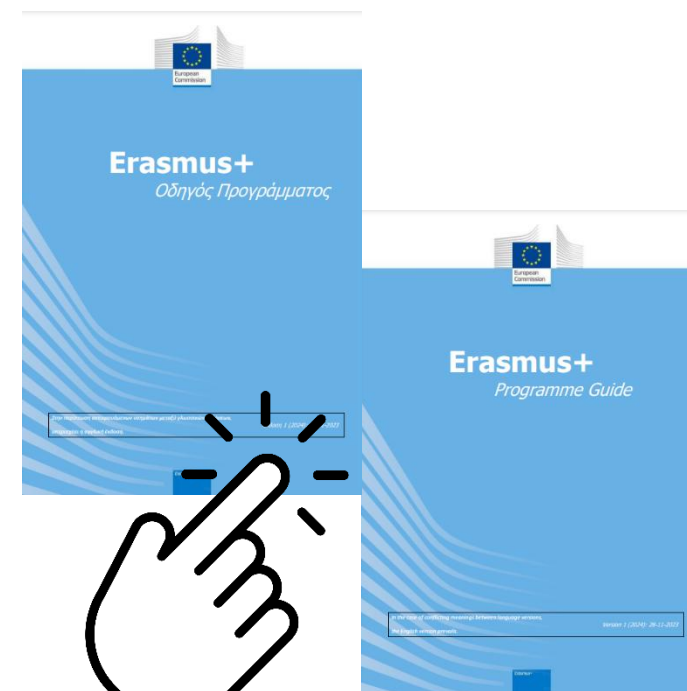 European
Commission
Erasmus+
Οδηγός Προγράμματος
European
Commission
Erasmus+
Programme Guide
In the case of conflicting meanings between language versions,
the English version prevails.
Version 1 (2024): 28-11-2023